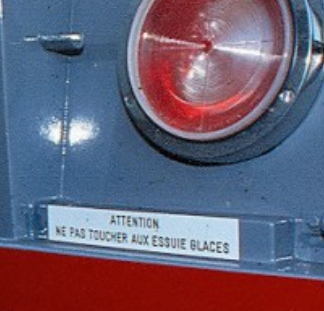 ATTENTION
NE PAS TOUCHER AUX ESSUIE GLACES